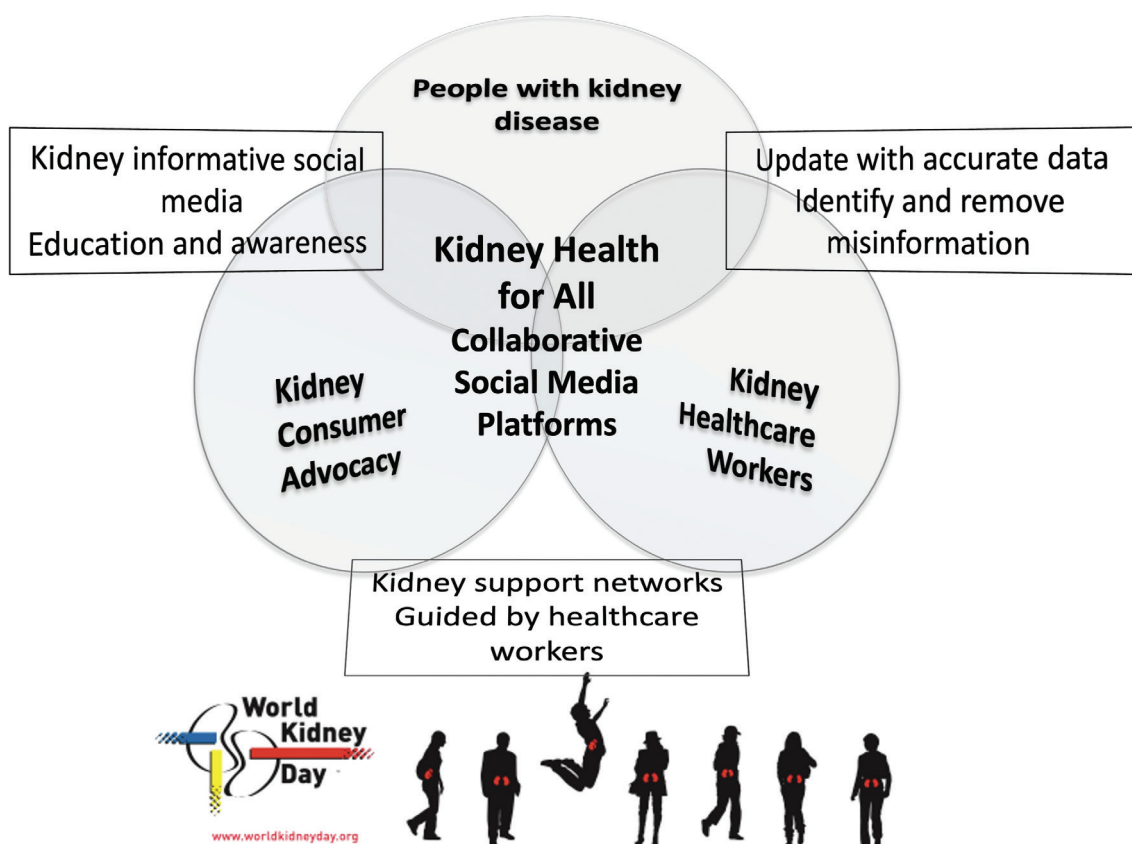 People with kidney
disease
Kidney informative social
media
Education and awareness
Update with accurate data
Identify and remove
misinformation
Kidney Health
for All
Collaborative
Social Media
Platforms
Kidney
Consumer
Advocacy
Kidney
Healthcare
Workers
Kidney support networks
Guided by healthcare
workers
World
Kidney
Day
www.worldkidneyday.org